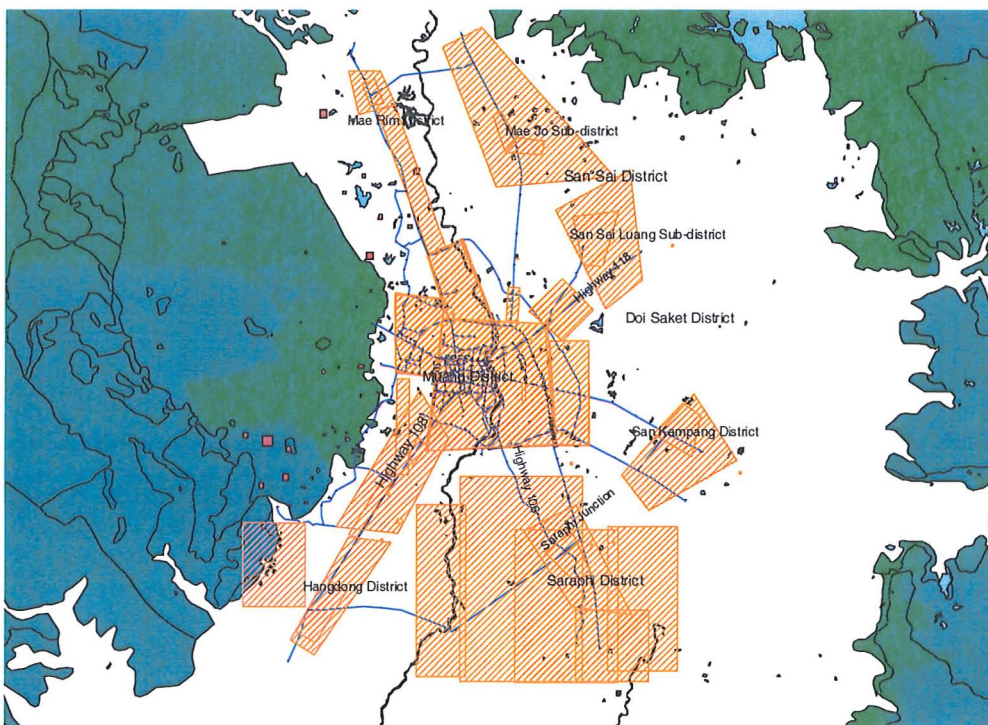 Mae Rim District
Mae Jo Sub-district
San Sai District
San Sai Luang Sub-district
Highway 118
Doi Saket District
Muang District
San Kampang District
Highway 108
Highway 106
Saraphi Junction
Hangdong District
Saraphi District